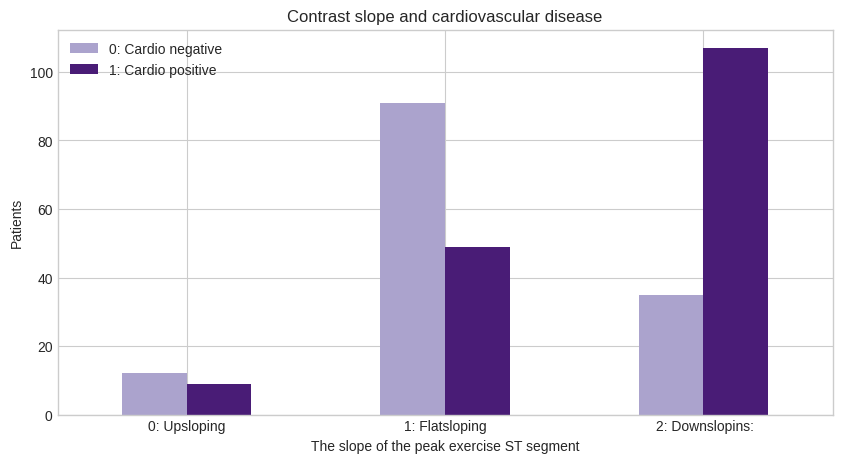 Contrast slope and cardiovascular disease
0: Cardio negative
1: Cardio positive
100
80
60
40
20
0
Patients
0: Upsloping
1: Flatsloping
2: Downslopins:
The slope of the peak exercise ST segment